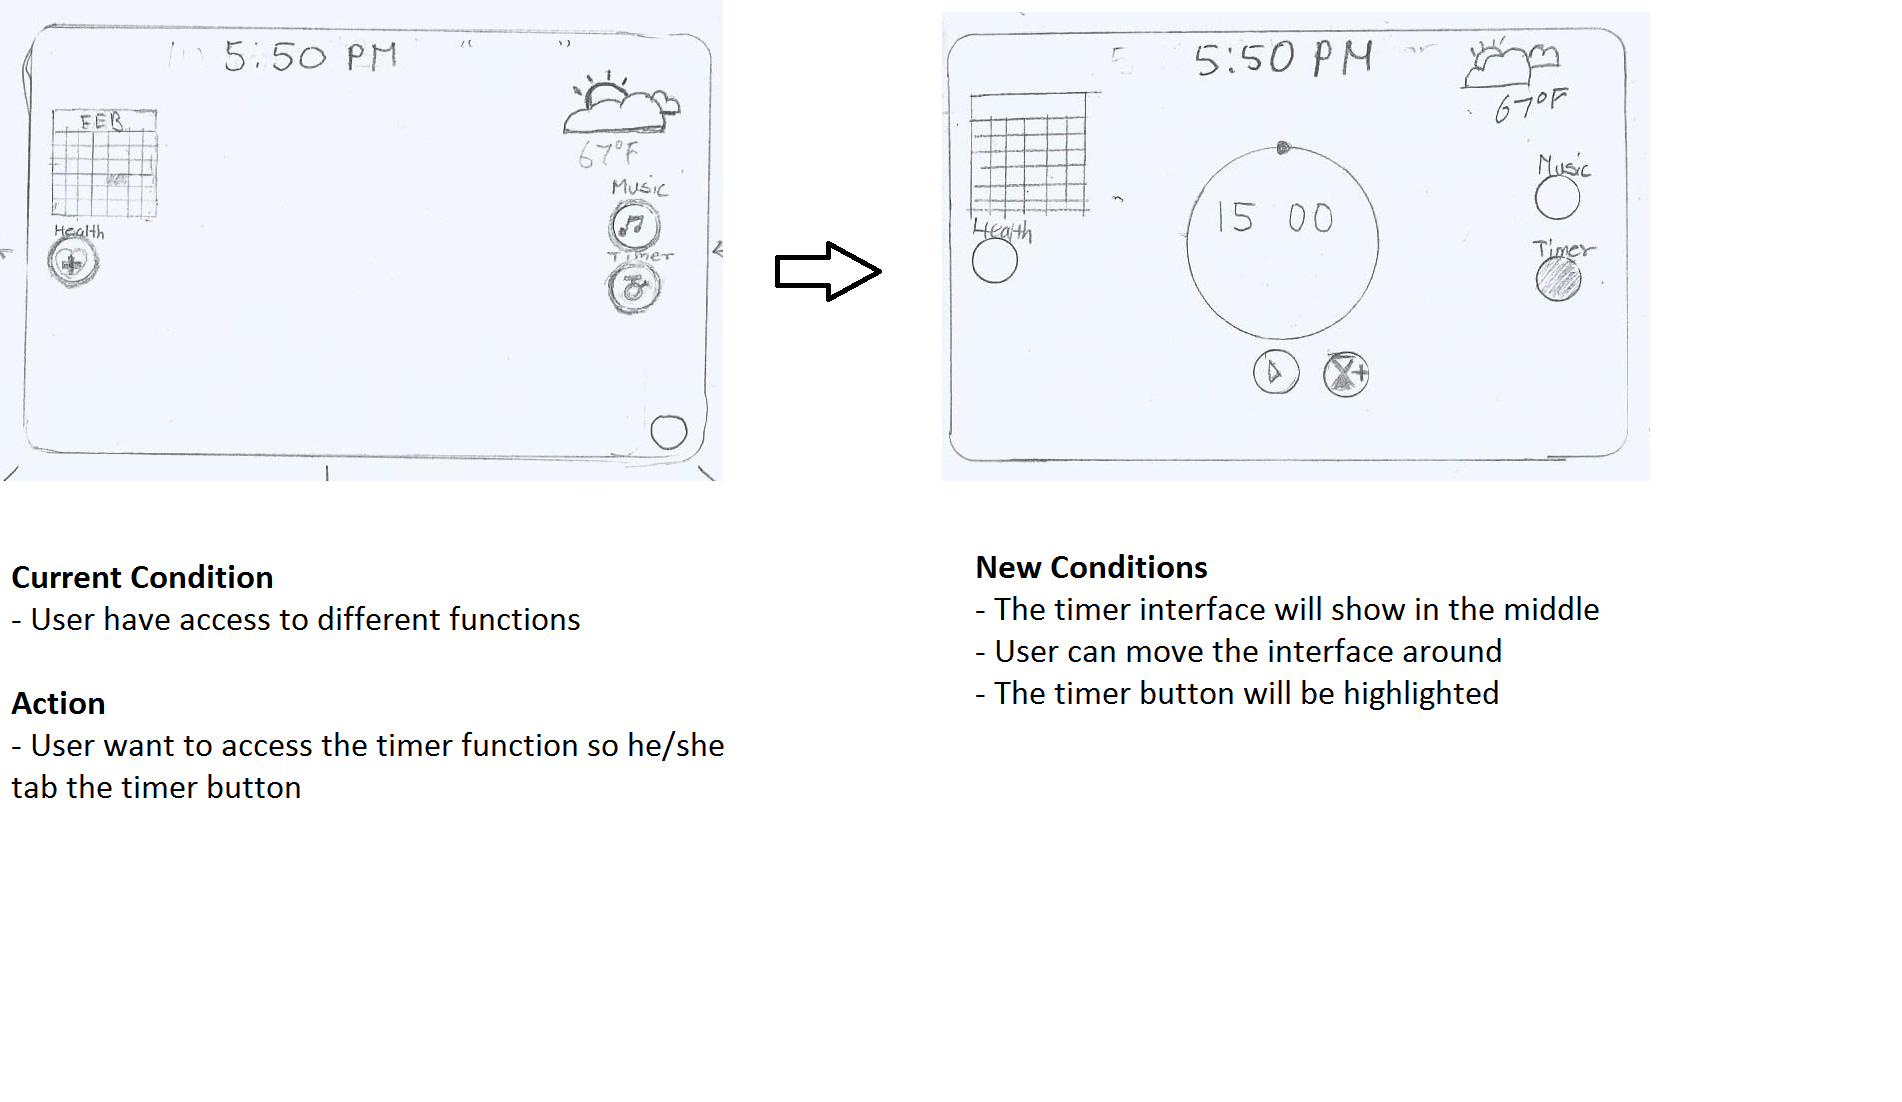 5:50 PM
FEB
67°F
Music
Health
Timer
5:50 PM
67°F
Music
Health
Timer
15 00
Current Condition
- User have access to different functions
Action
- User want to access the timer function so he/she
tab the timer button
New Conditions
- The timer interface will show in the middle
- User can move the interface around
- The timer button will be highlighted